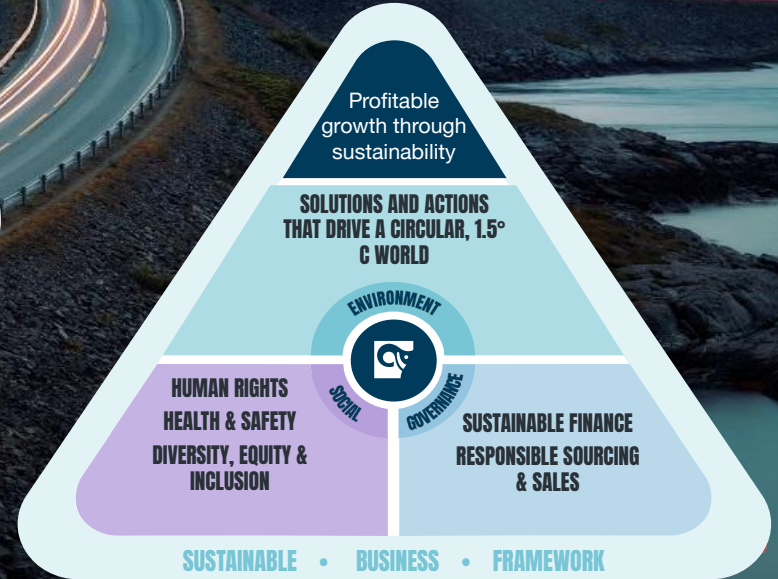 Profitable
growth through
sustainability
SOLUTIONS AND ACTIONS
THAT DRIVE A CIRCULAR, 1.5°
C WORLD
ENVIRONMENT
SOCIAL
GOVERNANCE
HUMAN RIGHTS
HEALTH & SAFETY
DIVERSITY, EQUITY &
INCLUSION
SUSTAINABLE FINANCE
RESPONSIBLE SOURCING
& SALES
SUSTAINABLE • BUSINESS • FRAMEWORK